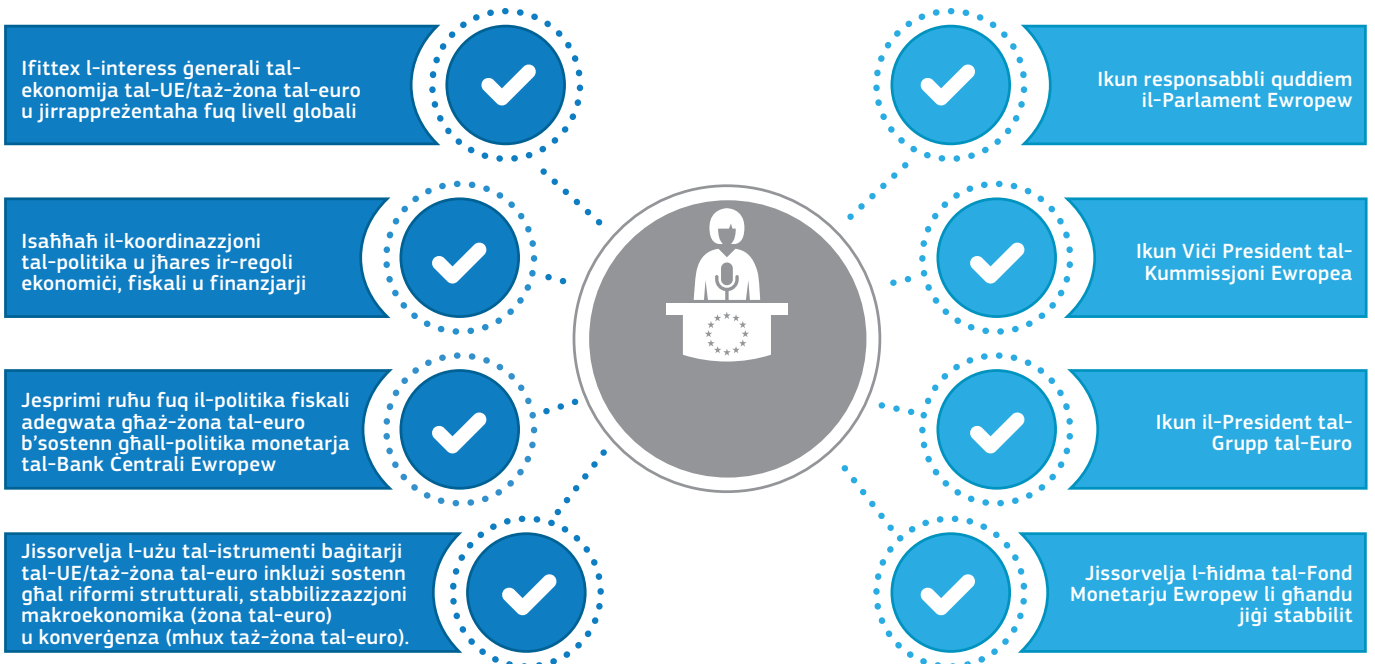 Ifittex l-interess ġenerali tal-
ekonomija tal-UE/taż-żona tal-euro
u jirrappreżentaha fuq livell globali
Isaħħaħ il-koordinazzjoni
tal-politika u jħares ir-regoli
ekonomiċi, fiskali u finanzjarji
Jesprimi ruħu fuq il-politika fiskali
adegwata għaż-żona tal-euro
b'sostenn għall-politika monetarja
tal-Bank Ċentrali Ewropew
Jissorvelja l-użu tal-istrumenti baġitarji
tal-UE/taż-żona tal-euro inklużi sostenn
għal riformi strutturali, stabbilizzazzjoni
makroekonomika (żona tal-euro)
u konverġenza (mhux taż-żona tal-euro).
Ikun responsabbli quddiem
il-Parlament Ewropew
Ikun Viċi President tal-
Kummissjoni Ewropea
Ikun il-President tal-
Grupp tal-Euro
Jissorvelja l-ħidma tal-Fond
Monetarju Ewropew li għandu
jiġi stabbilit